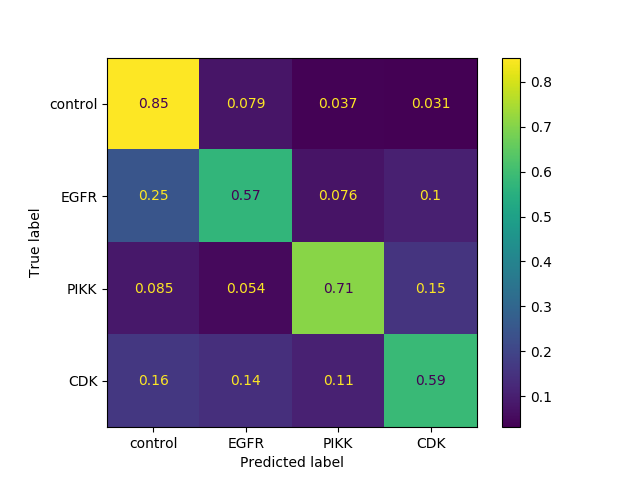 control 0.85 0.079 0.037 0.031
EGFR 0.25 0.57 0.076 0.1
PIKK 0.085 0.054 0.71 0.15
CDK 0.16 0.14 0.11 0.59
control EGFR PIKK CDK
Predicted label
True label
0.8
0.7
0.6
0.5
0.4
0.3
0.2
0.1